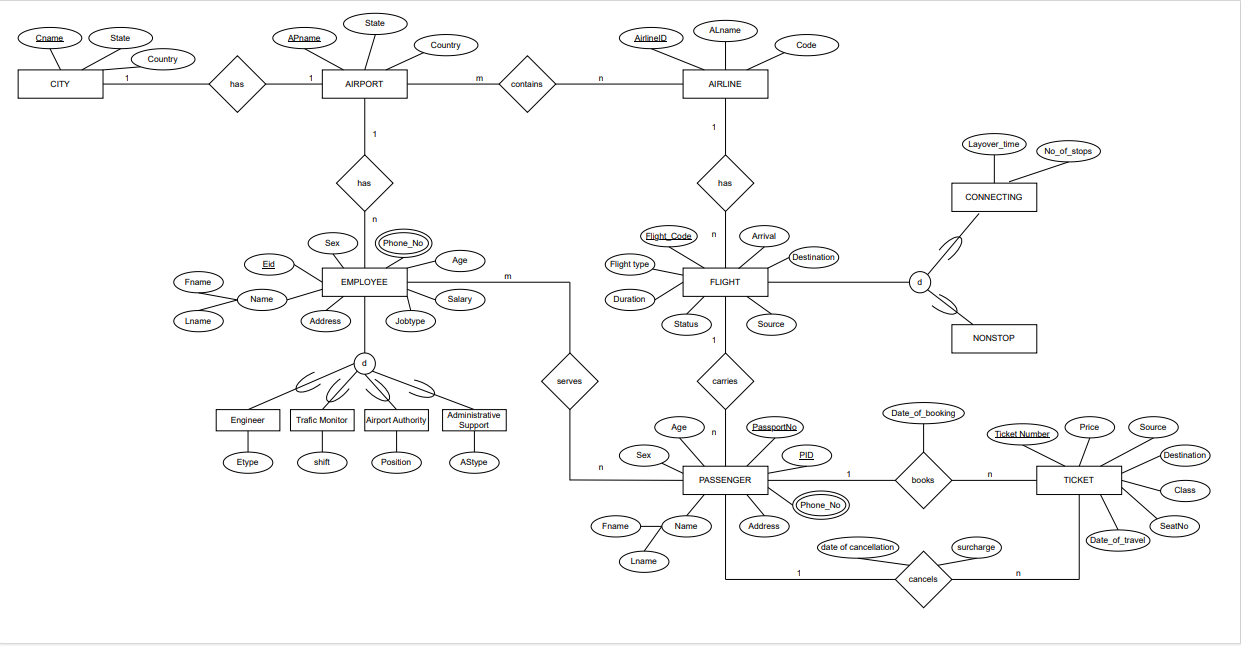 Cname
State
Country
CITY
1
has
1
APname
State
Country
AIRPORT
m
contains
n
AirlineID
ALname
Code
AIRLINE
1
has
n
1
has
n
Layover_time
No_of_stops
CONNECTING
d
NONSTOP
Sex
Phone_No
Eid
Age
Fname
Name
Lname
EMPLOYEE
Salary
Address
Jobtype
m
Flight_Code
Arrival
Flight type
Destination
FLIGHT
Duration
Status
Source
d
Engineer
Trafic Monitor
Airport Authority
Administrative
Support
Etype
shift
Position
AStype
serves
n
1
carries
n
Age
PassportNo
Sex
PID
PASSENGER
Phone_No
Fname
Name
Lname
Address
1
Date_of_booking
books
n
Ticket Number
Price
Source
Destination
TICKET
Class
SeatNo
Date_of_travel
date of cancellation
surcharge
1
cancels
n